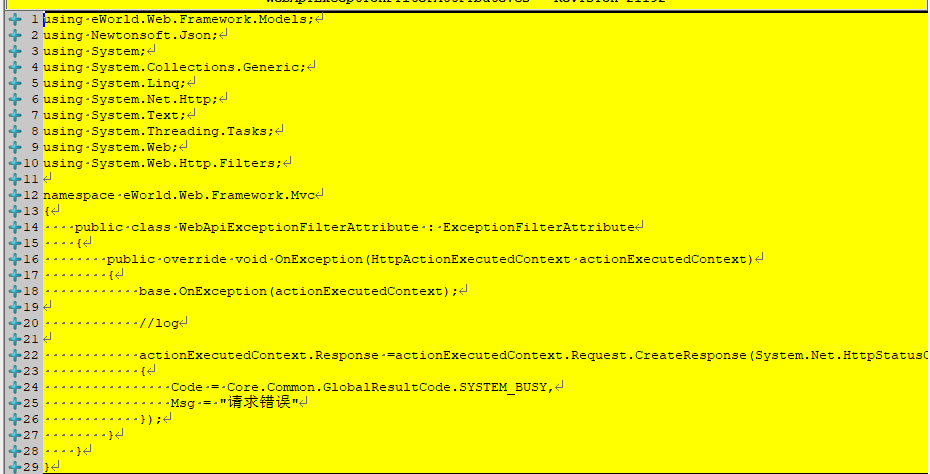 WebApiExceptionFilterAttribute.cs - Revision 21192
1 using eWorld.Web.Framework.Models;
2 using Newtonsoft.Json;
3 using System;
4 using System.Collections.Generic;
5 using System.Linq;
6 using System.Net.Http;
7 using System.Text;
8 using System.Threading.Tasks;
9 using System.Web;
10 using System.Web.Http.Filters;
11
12 namespace eWorld.Web.Framework.Mvc
13 {
14     public class WebApiExceptionFilterAttribute : ExceptionFilterAttribute
15     {
16         public override void OnException(HttpActionExecutedContext actionExecutedContext)
17         {
18             base.OnException(actionExecutedContext);
19
20             //log
21
22             actionExecutedContext.Response =actionExecutedContext.Request.CreateResponse(System.Net.HttpStatusC
23             {
24                 Code = Core.Common.GlobalResultCode.SYSTEM_BUSY,
25                 Msg = "请求错误"
26             });
27         }
28     }
29 }